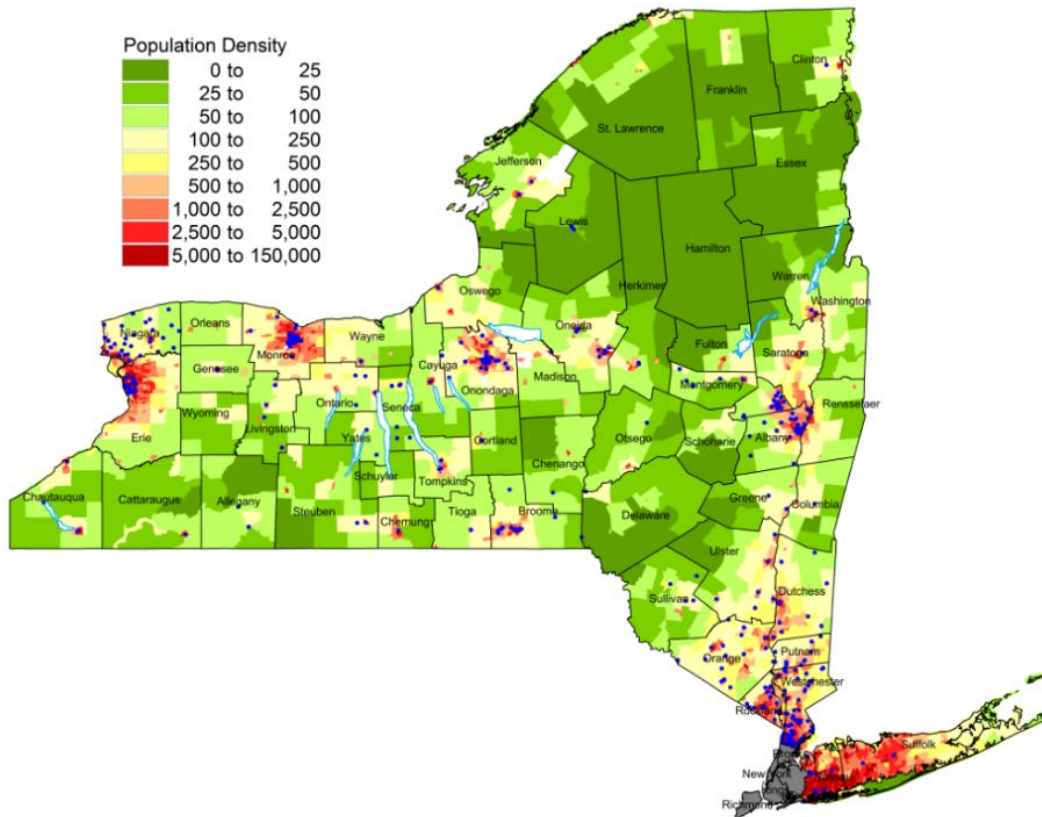 Population Density
0 to 25
25 to 50
50 to 100
100 to 250
250 to 500
500 to 1,000
1,000 to 2,500
2,500 to 5,000
5,000 to 150,000
Clinton
Franklin
St. Lawrence
Jefferson
Essex
Lewis
Hamilton
Warren
Herkimer
Oswego
Washington
Oneida
Niagara
Orleans
Wayne
Fulton
Saratoga
Monroe
Cayuga
Genesee
Madison
Onondaga
Montgomery
Ontario
Seneca
Rensselaer
Wyoming
Livingston
Erie
Yates
Cortland
Otsego
Schoharie
Albany
Chenango
Schuyler
Tompkins
Chautauqua
Cattaraugus
Allegany
Steuben
Chemung
Tioga
Broome
Delaware
Greene
Columbia
Ulster
Sullivan
Dutchess
Orange
Putnam
Westchester
Rockland
Suffolk
New York
Richmond